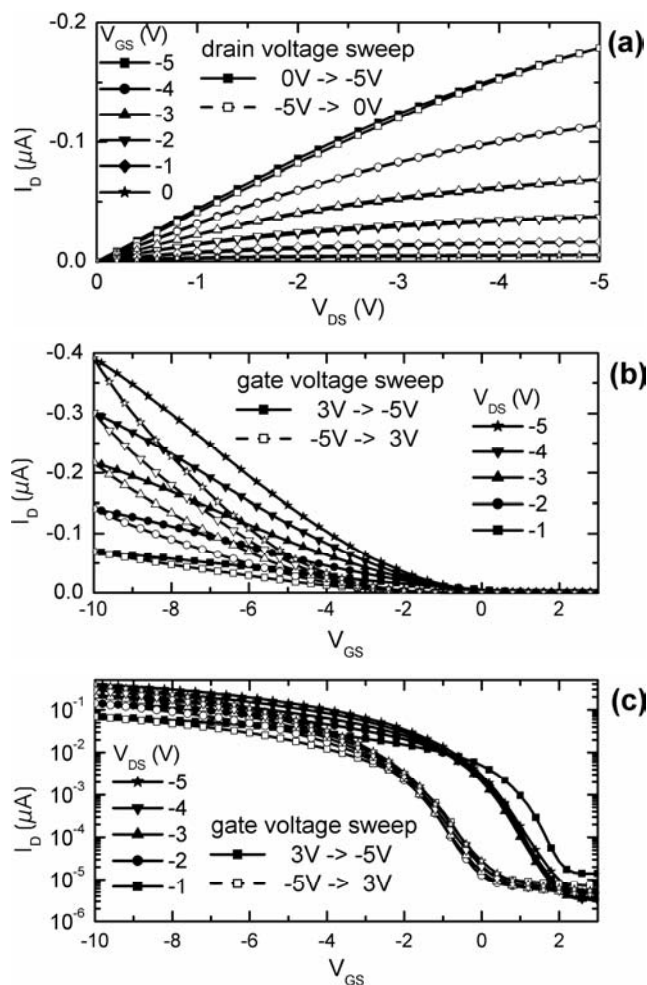 (a)
V_GS (V)
-5
-4
-3
-2
-1
0
drain voltage sweep
0V -> -5V
-5V -> 0V
-0.2
-0.1
0.0
I_D (μA)
0 -1 -2 -3 -4 -5
V_DS (V)
(b)
gate voltage sweep
3V -> -5V
-5V -> 3V
V_DS (V)
-5
-4
-3
-2
-1
-0.4
-0.3
-0.2
-0.1
0.0
I_D (μA)
-10 -8 -6 -4 -2 0 2
V_GS
(c)
10^-1
10^-2
10^-3
10^-4
10^-5
10^-6
I_D (μA)
V_DS (V)
-5
-4
-3
-2
-1
gate voltage sweep
3V -> -5V
-5V -> 3V
-10 -8 -6 -4 -2 0 2
V_GS